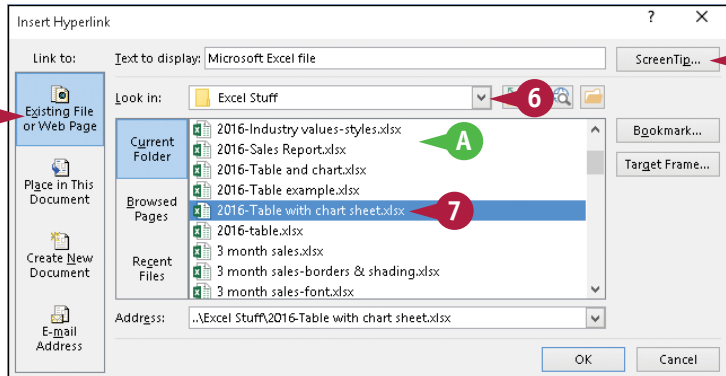 Insert Hyperlink ? X
Link to:
Text to display: Microsoft Excel file
ScreenTip...
Existing File
or Web Page
Look in: Excel Stuff
6
Bookmark...
Target Frame...
Current
Folder
2016-Industry values-styles.xlsx
A
2016-Sales Report.xlsx
2016-Table and chart.xlsx
2016-Table example.xlsx
2016-Table with chart sheet.xlsx
7
2016-table.xlsx
3 month sales.xlsx
3 month sales-borders & shading.xlsx
3 month sales-font.xlsx
Browsed
Pages
Recent
Files
Place in This
Document
Create New
Document
E-mail
Address
Address: ..\Excel Stuff\2016-Table with chart sheet.xlsx
OK
Cancel